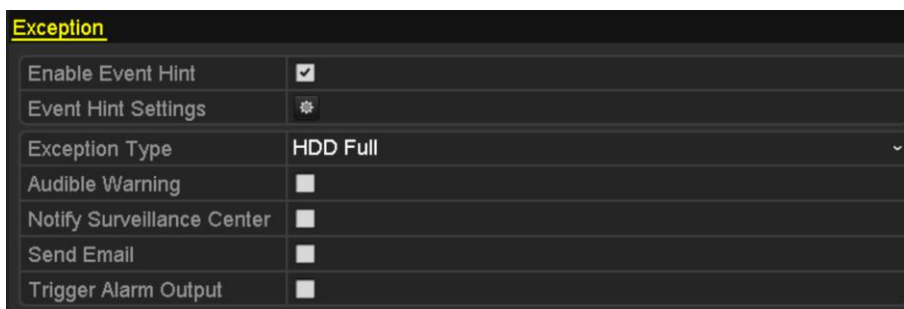 Exception
Enable Event Hint
Event Hint Settings
Exception Type HDD Full
Audible Warning
Notify Surveillance Center
Send Email
Trigger Alarm Output